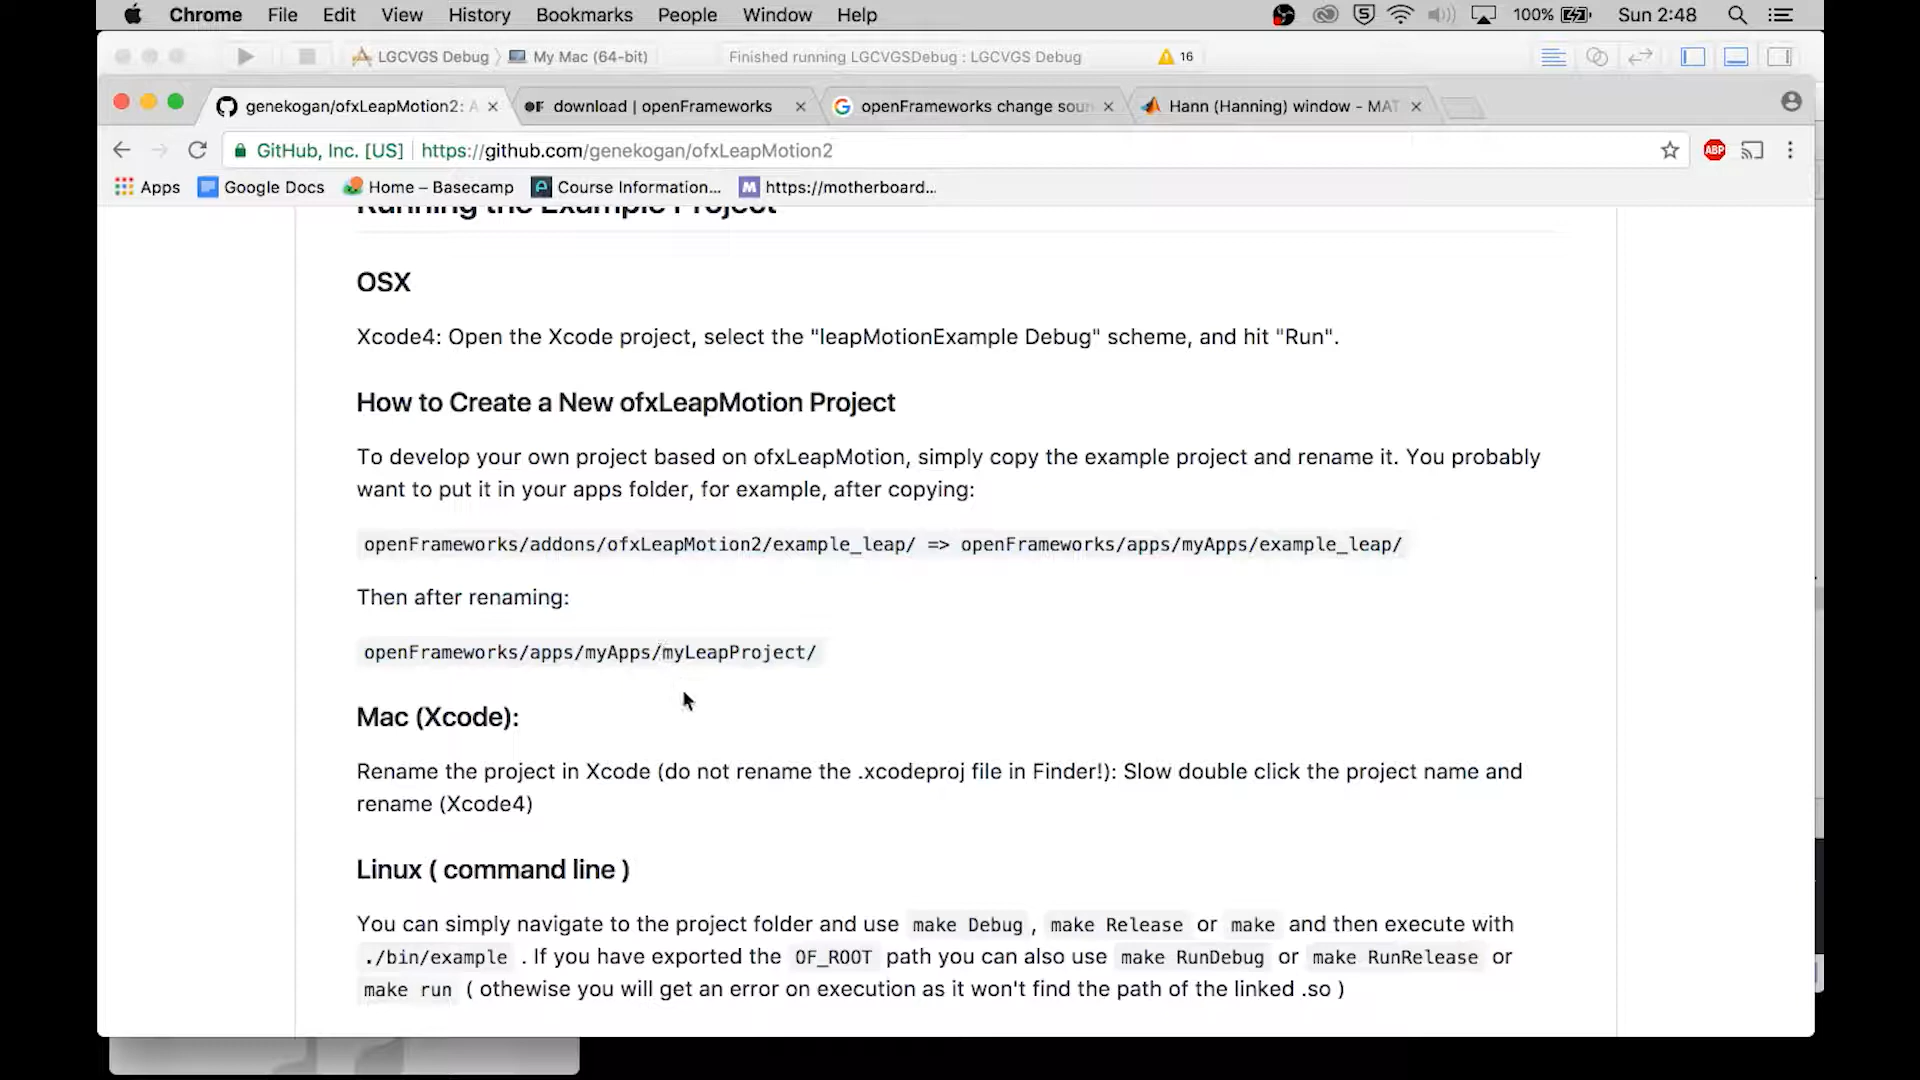 Chrome File Edit View History Bookmarks People Window Help 100% Sun 2:48
LGCVGS Debug My Mac (64-bit) Finished running LGCVGSDebug : LGCVGS Debug 16
genekogan/ofxLeapMotion2: A download | openFrameworks openFrameworks change sour Hann (Hanning) window - MAT
GitHub, Inc. [US] https://github.com/genekogan/ofxLeapMotion2 ABP
Apps Google Docs Home – Basecamp Course Information... https://motherboard...
Running the Example Project
OSX
Xcode4: Open the Xcode project, select the "leapMotionExample Debug" scheme, and hit "Run".
How to Create a New ofxLeapMotion Project
To develop your own project based on ofxLeapMotion, simply copy the example project and rename it. You probably
want to put it in your apps folder, for example, after copying:
openFrameworks/addons/ofxLeapMotion2/example_leap/ => openFrameworks/apps/myApps/example_leap/
Then after renaming:
openFrameworks/apps/myApps/myLeapProject/
Mac (Xcode):
Rename the project in Xcode (do not rename the .xcodeproj file in Finder!): Slow double click the project name and
rename (Xcode4)
Linux ( command line )
You can simply navigate to the project folder and use make Debug , make Release or make and then execute with
./bin/example . If you have exported the OF_ROOT path you can also use make RunDebug or make RunRelease or
make run ( othewise you will get an error on execution as it won't find the path of the linked .so )